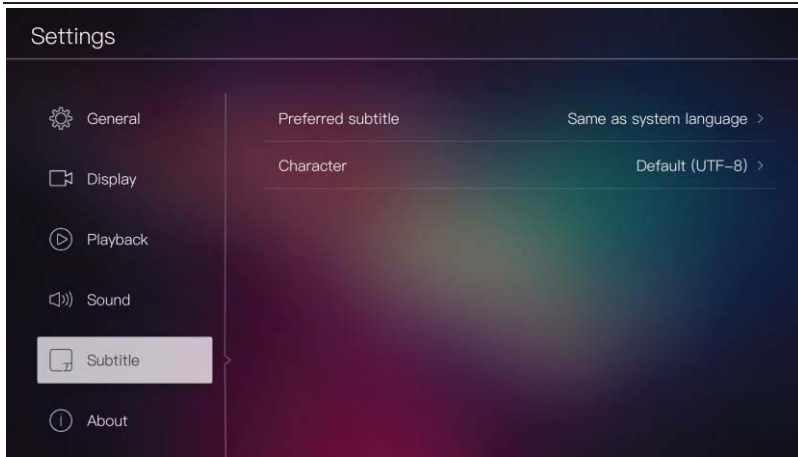 Settings
General
Display
Playback
Sound
Subtitle
About
Preferred subtitle Same as system language >
Character Default (UTF-8) >